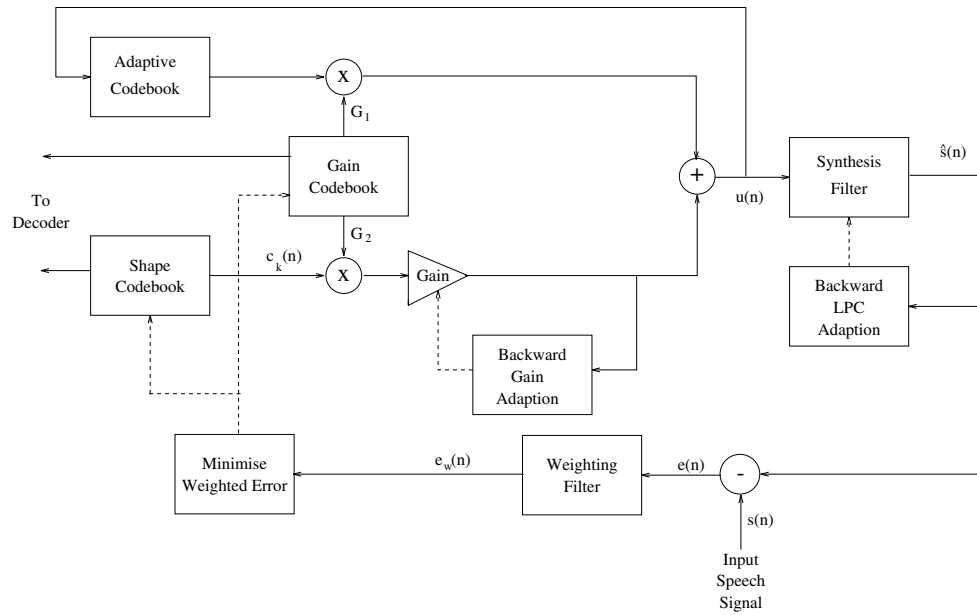 Adaptive
Codebook
X
G1
Gain
Codebook
G2
To
Decoder
Shape
Codebook
ck(n)
X
Gain
Backward
Gain
Adaption
+
u(n)
Synthesis
Filter
ŝ(n)
Backward
LPC
Adaption
Minimise
Weighted Error
ew(n)
Weighting
Filter
e(n)
-
s(n)
Input
Speech
Signal